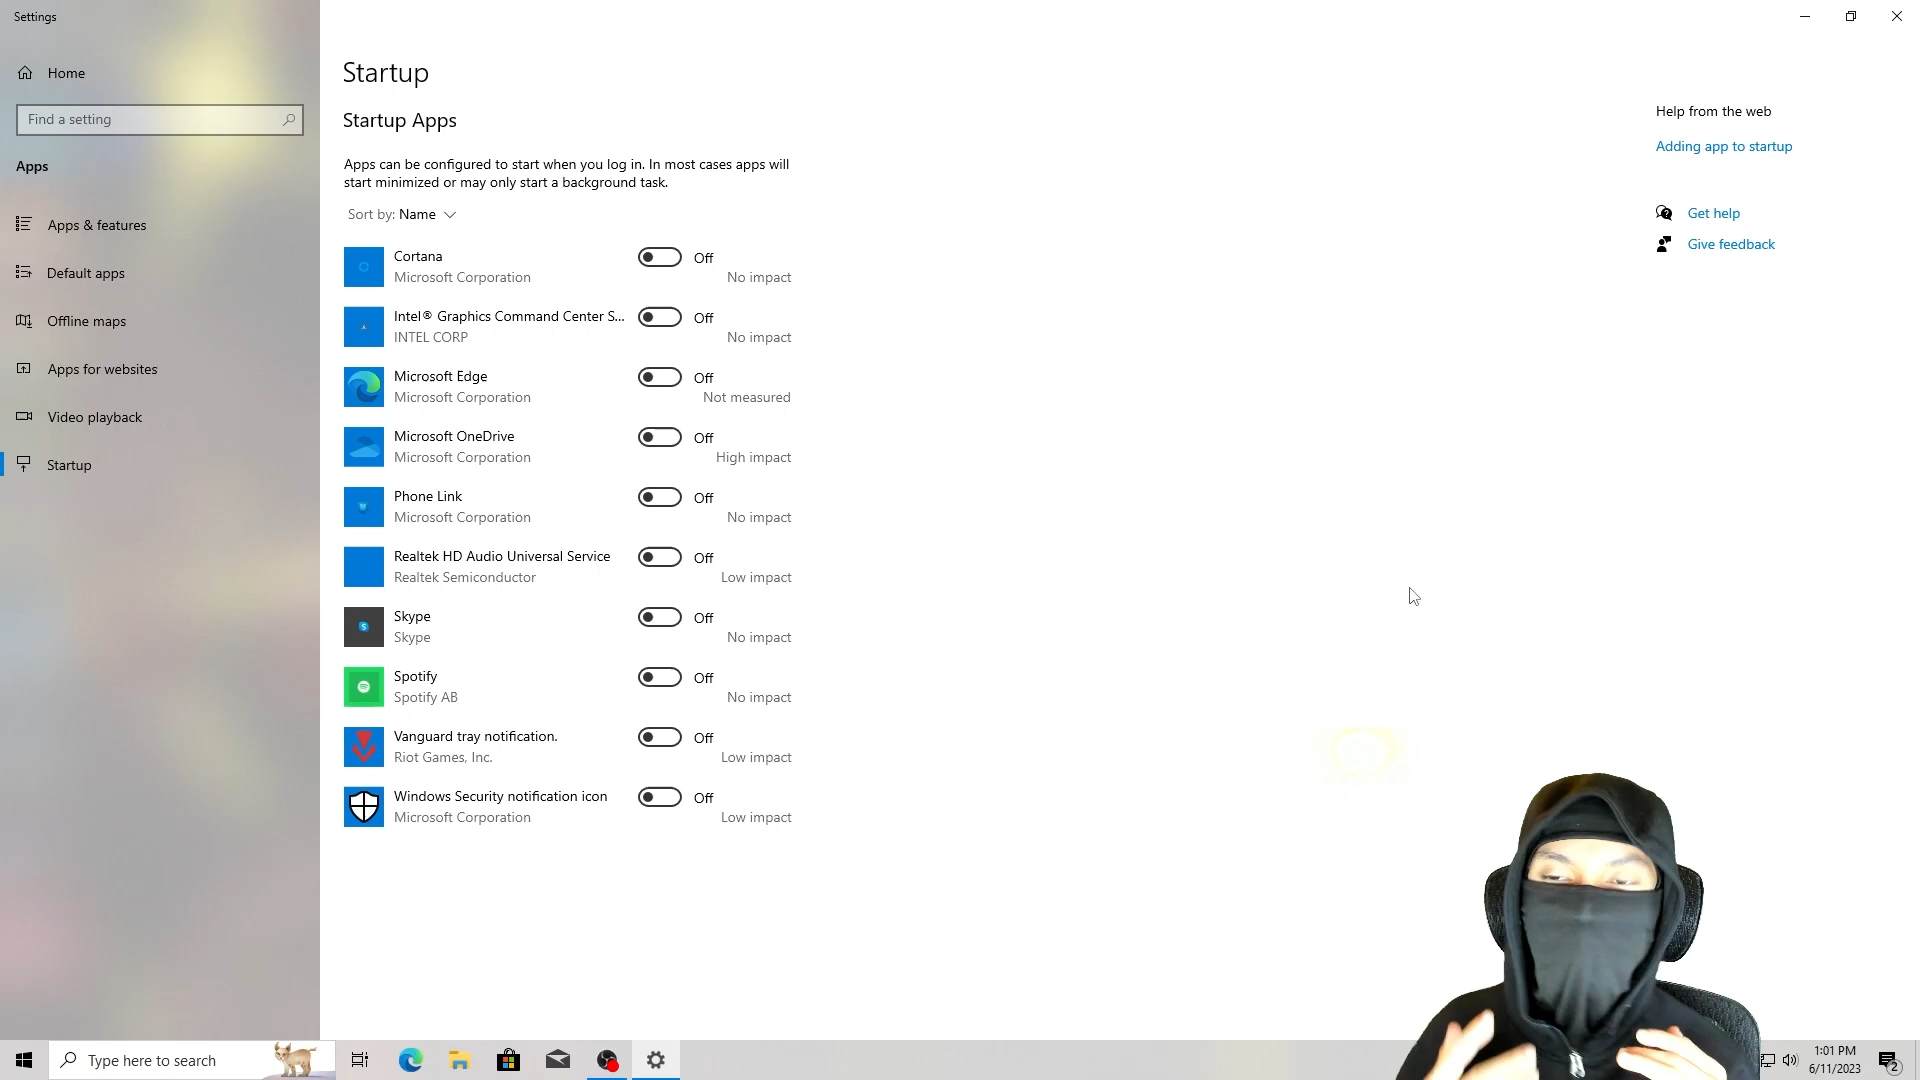 Settings
Home
Find a setting
Apps
Apps & features
Default apps
Offline maps
Apps for websites
Video playback
Startup
Startup
Startup Apps
Apps can be configured to start when you log in. In most cases apps will
start minimized or may only start a background task.
Sort by: Name
Cortana
Microsoft Corporation
Off
No impact
Intel® Graphics Command Center S...
INTEL CORP
Off
No impact
Microsoft Edge
Microsoft Corporation
Off
Not measured
Microsoft OneDrive
Microsoft Corporation
Off
High impact
Phone Link
Microsoft Corporation
Off
No impact
Realtek HD Audio Universal Service
Realtek Semiconductor
Off
Low impact
Skype
Skype
Off
No impact
Spotify
Spotify AB
Off
No impact
Vanguard tray notification.
Riot Games, Inc.
Off
Low impact
Windows Security notification icon
Microsoft Corporation
Off
Low impact
Help from the web
Adding app to startup
Get help
Give feedback
Type here to search
1:01 PM
6/11/2023
2